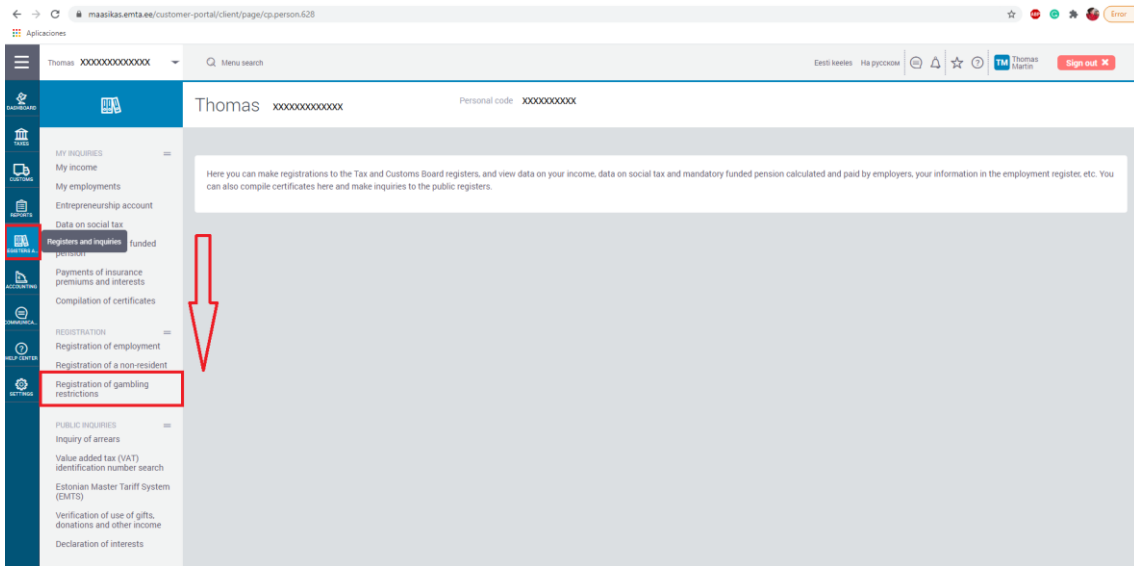 maasikas.emta.ee/customer-portal/client/page/cp.person.628
Error
Aplicaciones
Thomas XXXXXXXXXXXXX
Menu search
Eesti keeles На русском
TM Thomas Martin
Sign out X
DASHBOARD
TAXES
CUSTOMS
REPORTS
REGISTERS A...
ACCOUNTING
COMMUNICA...
HELP CENTER
SETTINGS
Registers and inquiries
MY INQUIRIES
My income
My employments
Entrepreneurship account
Data on social tax
funded
pension
Payments of insurance
premiums and interests
Compilation of certificates
REGISTRATION
Registration of employment
Registration of a non-resident
Registration of gambling
restrictions
PUBLIC INQUIRIES
Inquiry of arrears
Value added tax (VAT)
identification number search
Estonian Master Tariff System
(EMTS)
Verification of use of gifts,
donations and other income
Declaration of interests
Thomas xxxxxxxxxxxxx
Personal code XXXXXXXXXX
Here you can make registrations to the Tax and Customs Board registers, and view data on your income, data on social tax and mandatory funded pension calculated and paid by employers, your information in the employment register, etc. You
can also compile certificates here and make inquiries to the public registers.